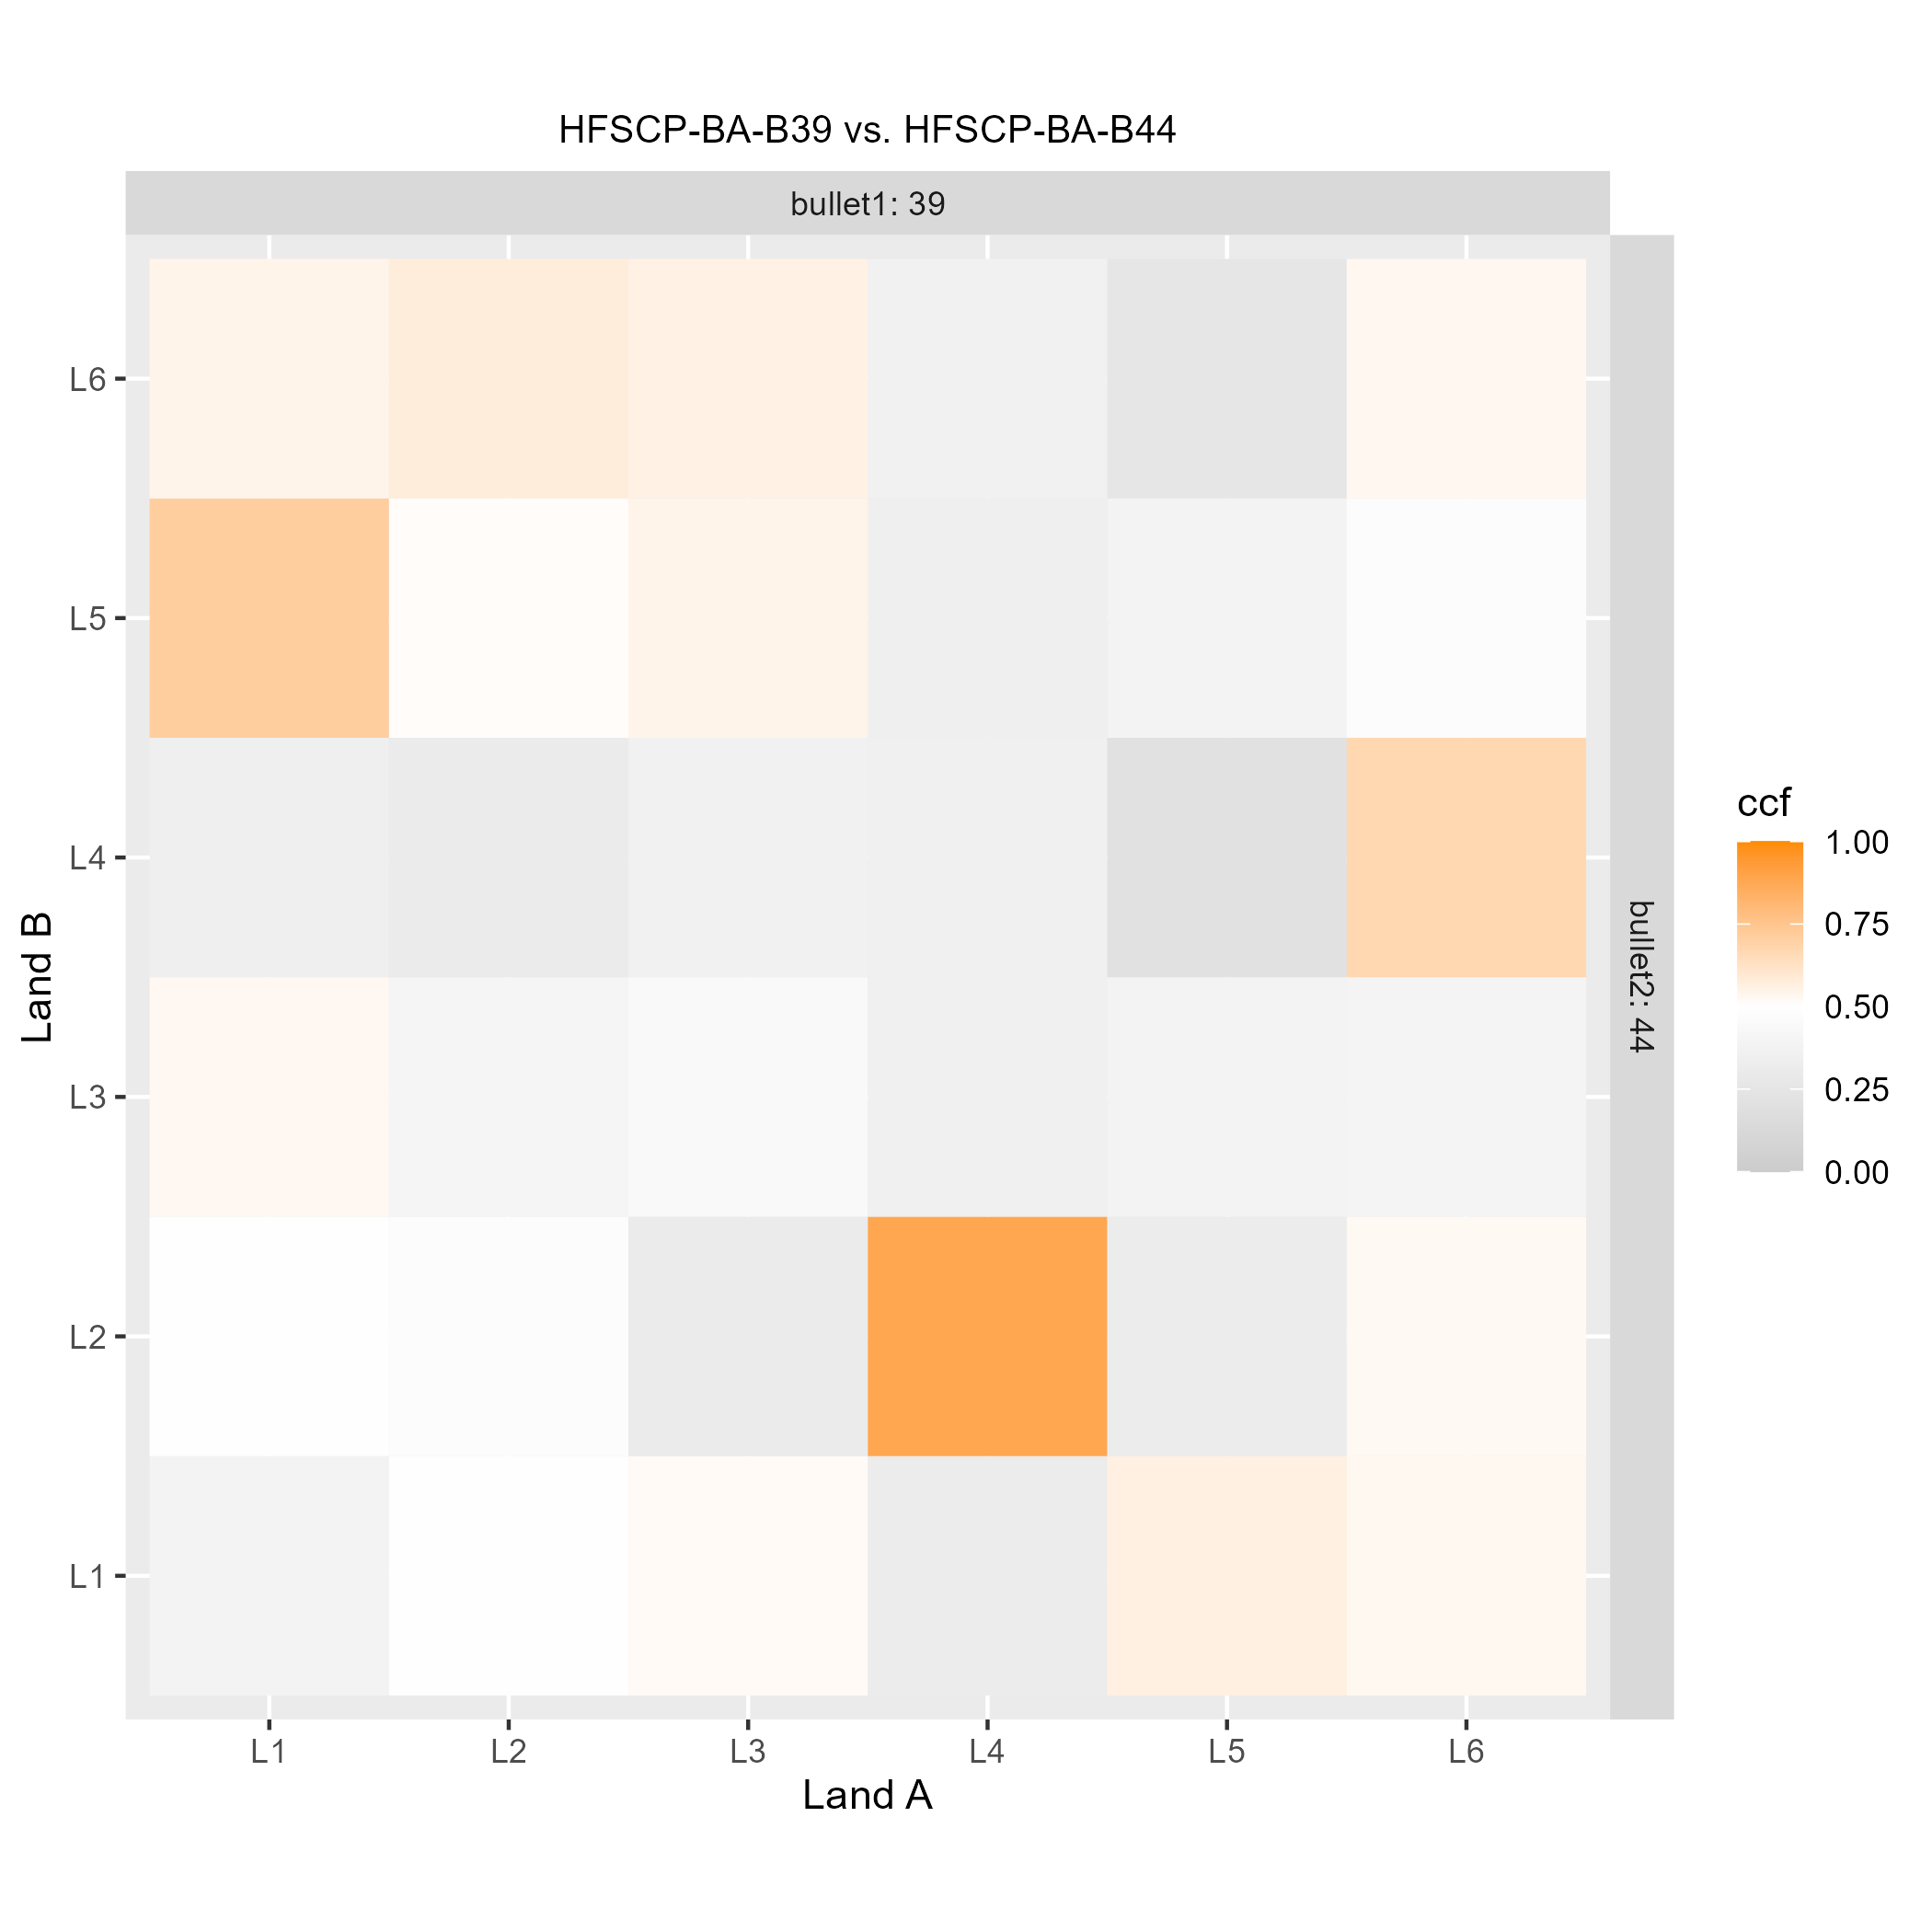 HFSCP-BA-B39 vs. HFSCP-BA-B44
bullet1: 39
L6
L5
L4
L3
L2
L1
Land B
L1
L2
L3
L4
L5
L6
Land A
bullet2: 44
ccf
1.00
0.75
0.50
0.25
0.00